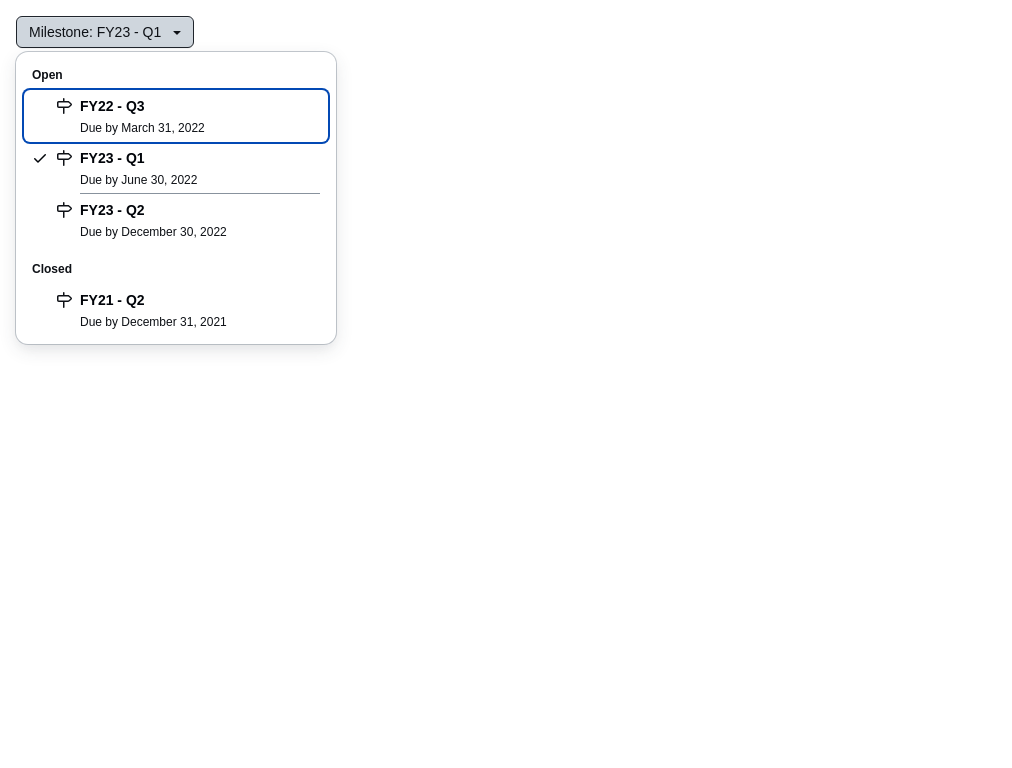 Milestone: FY23 - Q1
Open
FY22 - Q3
Due by March 31, 2022
FY23 - Q1
Due by June 30, 2022
FY23 - Q2
Due by December 30, 2022
Closed
FY21 - Q2
Due by December 31, 2021